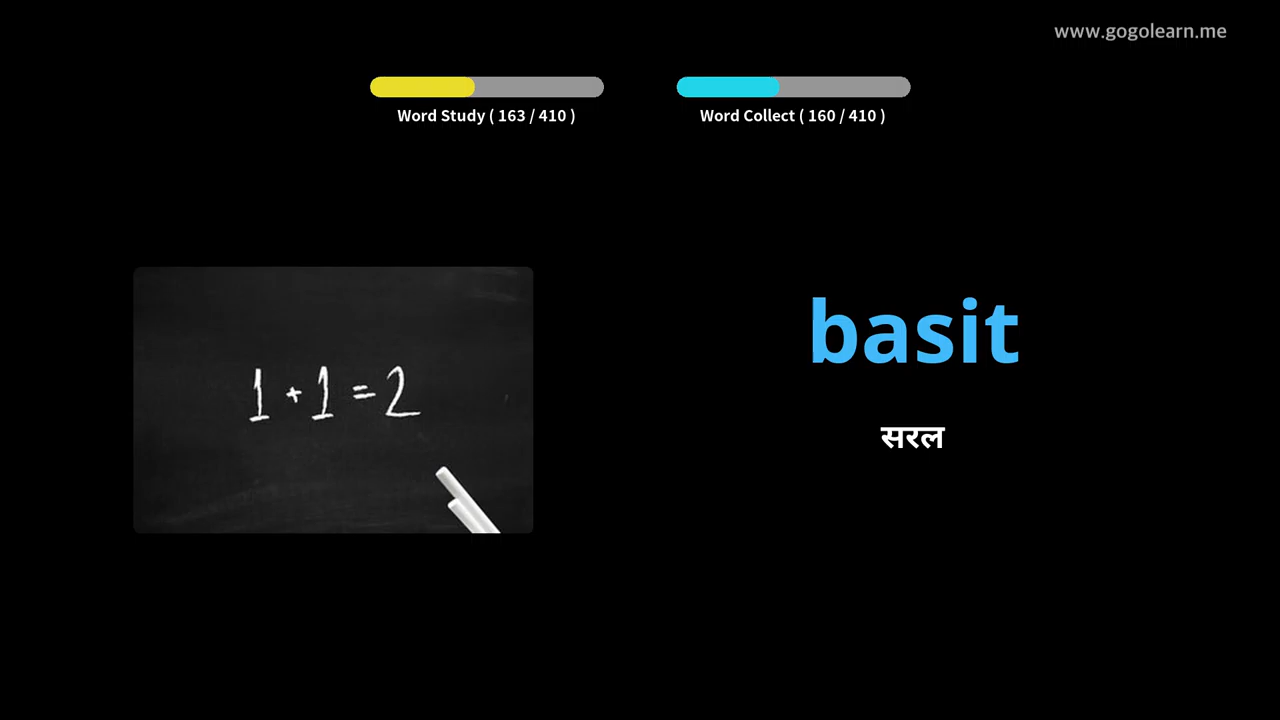 www.gogolearn.me
Word Study ( 163 / 410 )
Word Collect ( 160 / 410 )
1 + 1 = 2
basit
सरल